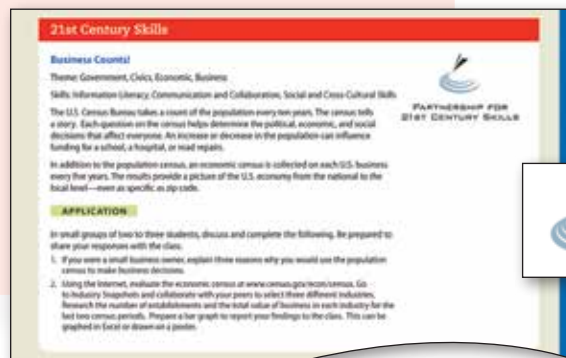 21st Century Skills
Business Counts!
Theme: Government, Civics, Economic, Business
Skills: Information Literacy, Communication and Collaboration, Social and Cross-Cultural Skills
The U.S. Census Bureau takes a count of the population every ten years. The census tells
a story. Each question on the census helps determine the political, economic, and social
decisions that affect everyone. An increase or decrease in the population can influence
funding for a school, a hospital, or road repairs.
In addition to the population census, an economic census is collected on each U.S. business
every five years. The results provide a picture of the U.S. economy from the national to the
local level—even as specific as zip code.
PARTNERSHIP FOR
21ST CENTURY SKILLS
APPLICATION
In small groups of two to three students, discuss and complete the following. Be prepared to
share your responses with the class.
1. If you were a small business owner, explain three reasons why you would use the population
census to make business decisions.
2. Using the Internet, evaluate the economic census at www.census.gov/econ/census. Go
to Industry Snapshots and collaborate with your peers to select three different industries.
Research the number of establishments and the total value of business in each industry for the
last two census periods. Prepare a bar graph to report your findings to the class. This can be
graphed in Excel or drawn on a poster.